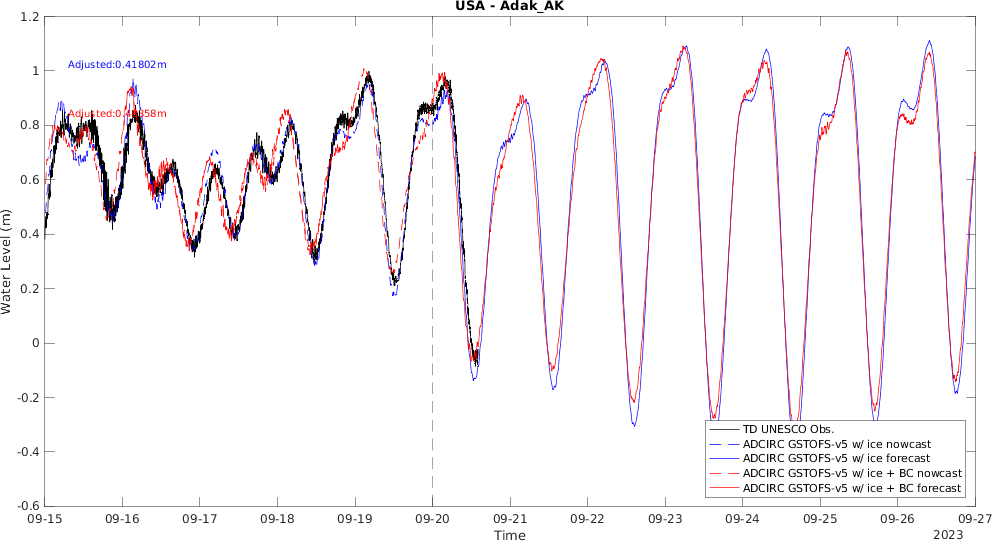 USA - Adak_AK
1.2
1
0.8
0.6
0.4
0.2
0
-0.2
-0.4
-0.6
Water Level (m)
Adjusted:0.41802m
TD UNESCO Obs.
ADCIRC GSTOFS-v5 w/ ice nowcast
ADCIRC GSTOFS-v5 w/ ice forecast
ADCIRC GSTOFS-v5 w/ ice + BC nowcast
ADCIRC GSTOFS-v5 w/ ice + BC forecast
09-15 09-16 09-17 09-18 09-19 09-20 09-21 09-22 09-23 09-24 09-25 09-26 09-27
Time
2023